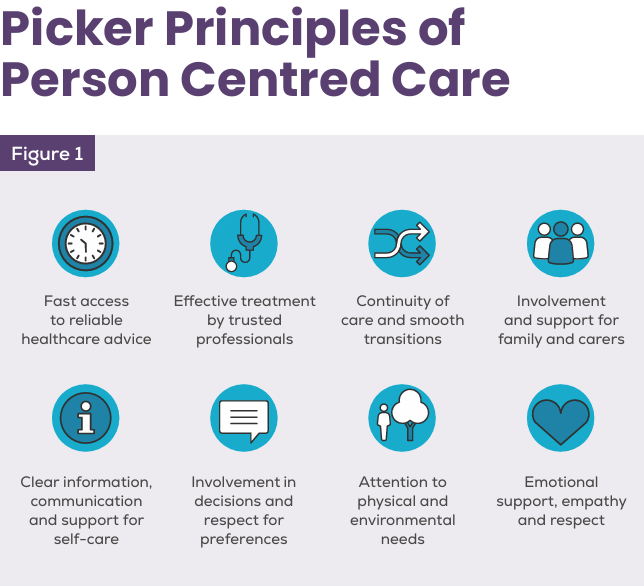 Picker Principles of
Person Centred Care
Figure 1
Fast access
to reliable
healthcare advice
Effective treatment
by trusted
professionals
Continuity of
care and smooth
transitions
Involvement
and support for
family and carers
Clear information,
communication
and support for
self-care
Involvement in
decisions and
respect for
preferences
Attention to
physical and
environmental
needs
Emotional
support, empathy
and respect